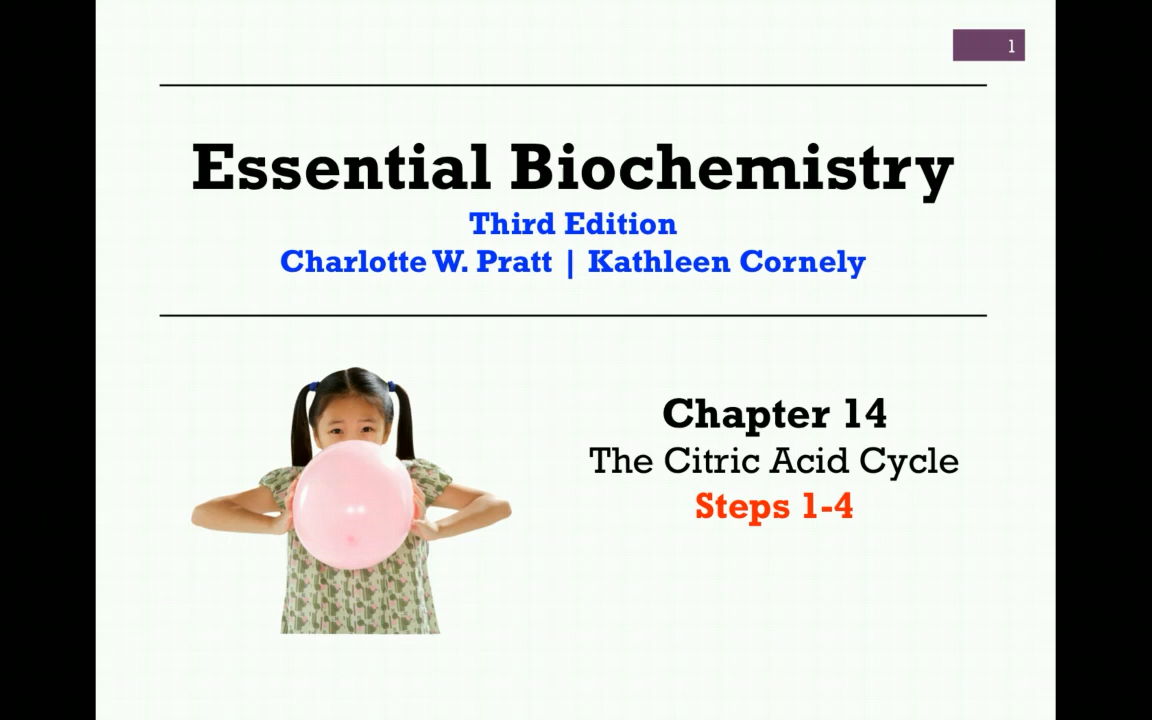 1
Essential Biochemistry
Third Edition
Charlotte W. Pratt | Kathleen Cornely
Chapter 14
The Citric Acid Cycle
Steps 1-4